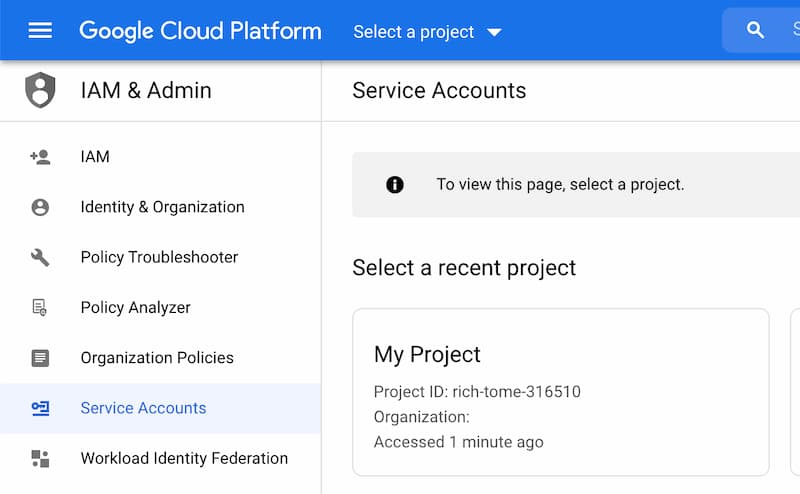 Google Cloud Platform
Select a project
IAM & Admin
Service Accounts
IAM
Identity & Organization
Policy Troubleshooter
Policy Analyzer
Organization Policies
Service Accounts
Workload Identity Federation
To view this page, select a project.
Select a recent project
My Project
Project ID: rich-tome-316510
Organization:
Accessed 1 minute ago